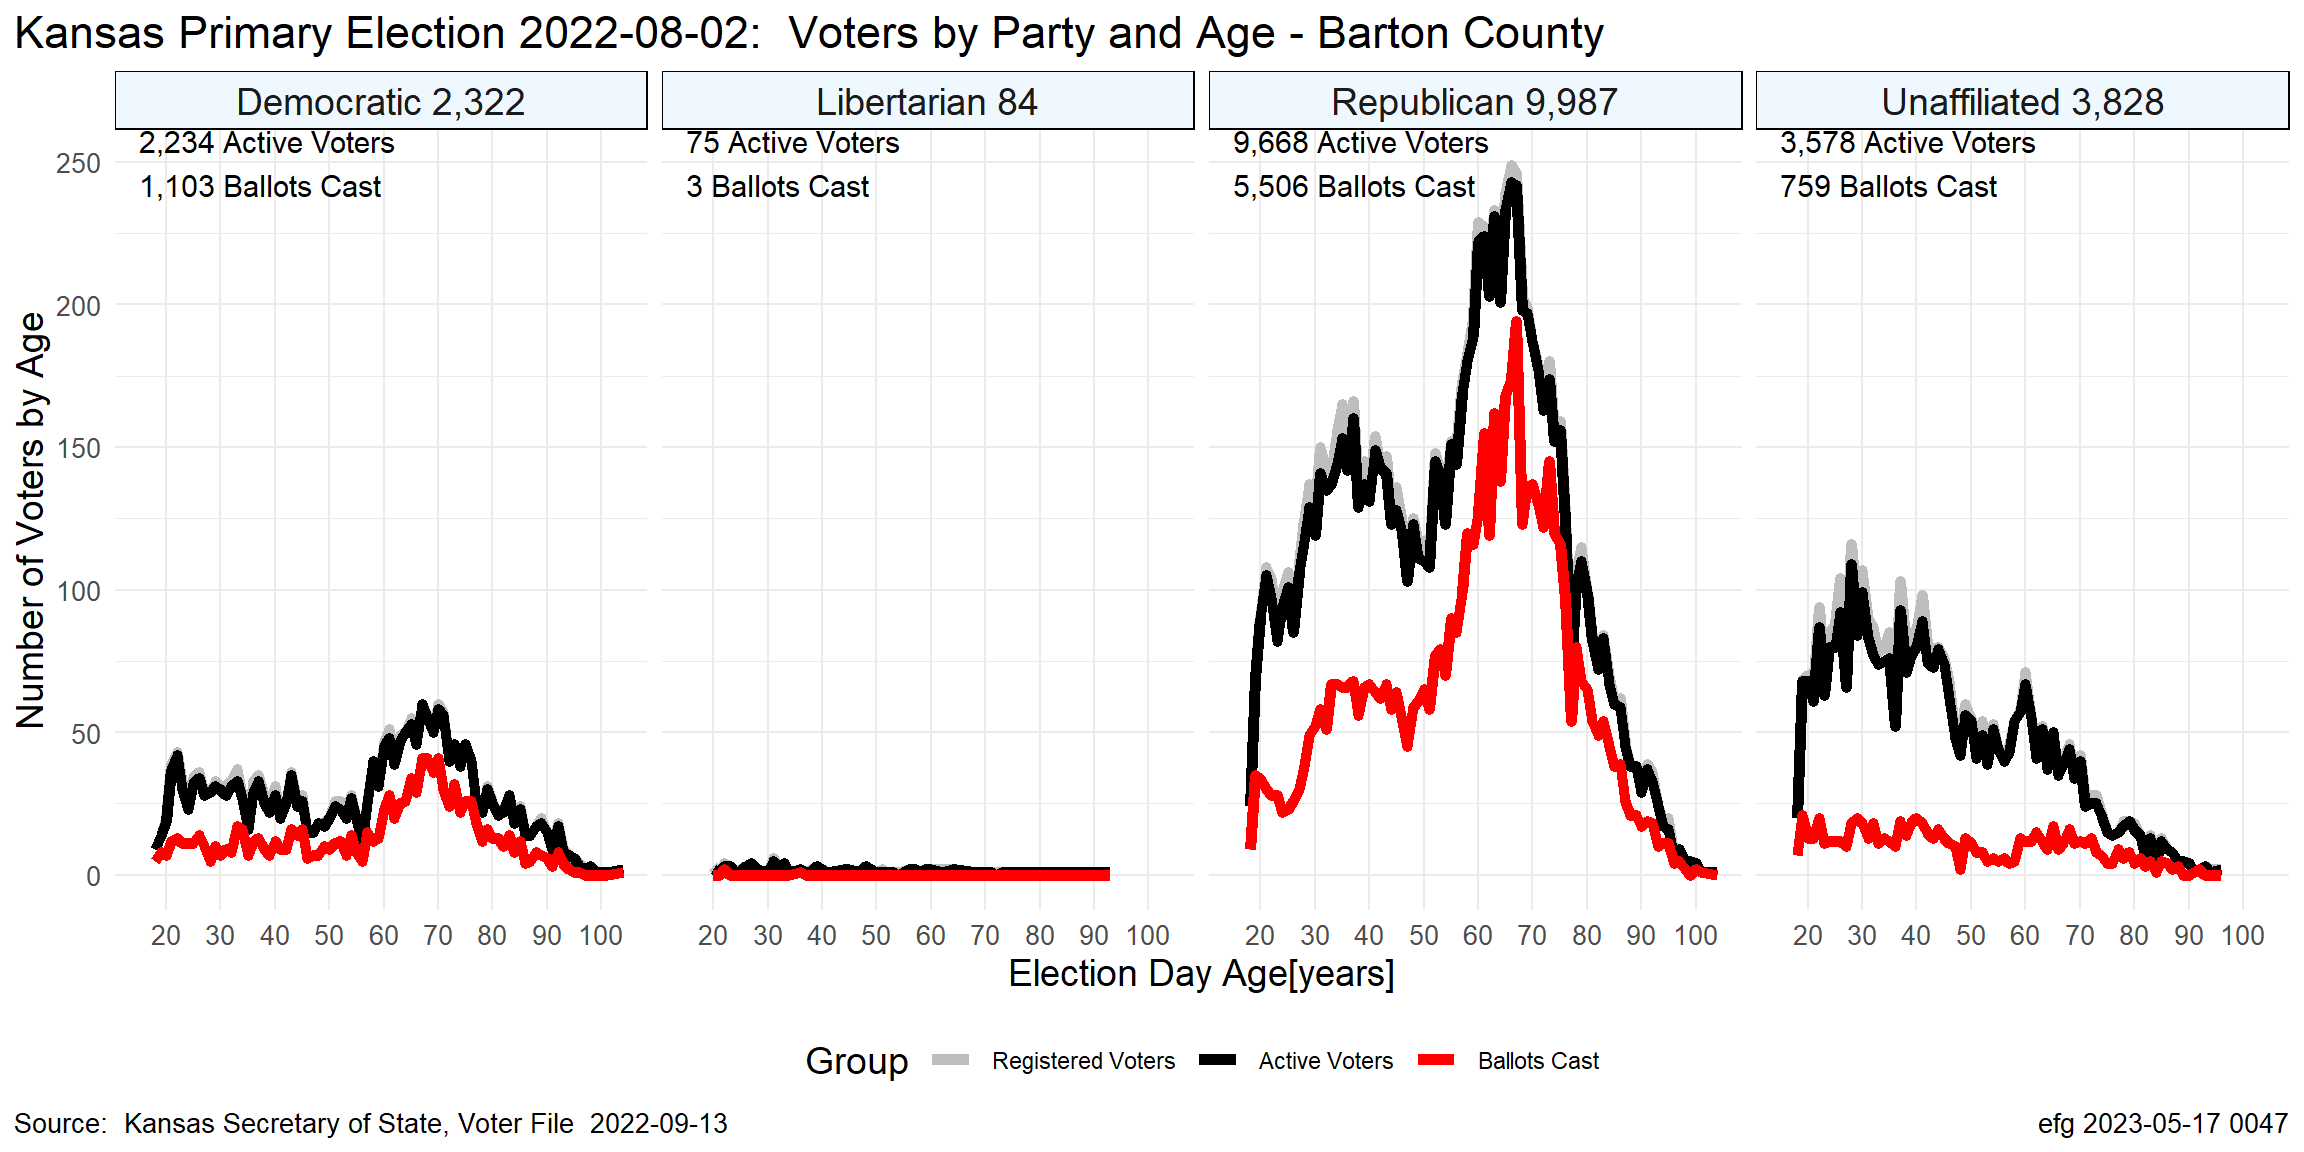 Kansas Primary Election 2022-08-02:  Voters by Party and Age - Barton County
Democratic 2,322
Libertarian 84
Republican 9,987
Unaffiliated 3,828
2,234 Active Voters
1,103 Ballots Cast
75 Active Voters
3 Ballots Cast
9,668 Active Voters
5,506 Ballots Cast
3,578 Active Voters
759 Ballots Cast
Number of Voters by Age
250
200
150
100
50
0
20 30 40 50 60 70 80 90 100
20 30 40 50 60 70 80 90 100
20 30 40 50 60 70 80 90 100
20 30 40 50 60 70 80 90 100
Election Day Age[years]
Group Registered Voters Active Voters Ballots Cast
Source:  Kansas Secretary of State, Voter File  2022-09-13
efg 2023-05-17 0047